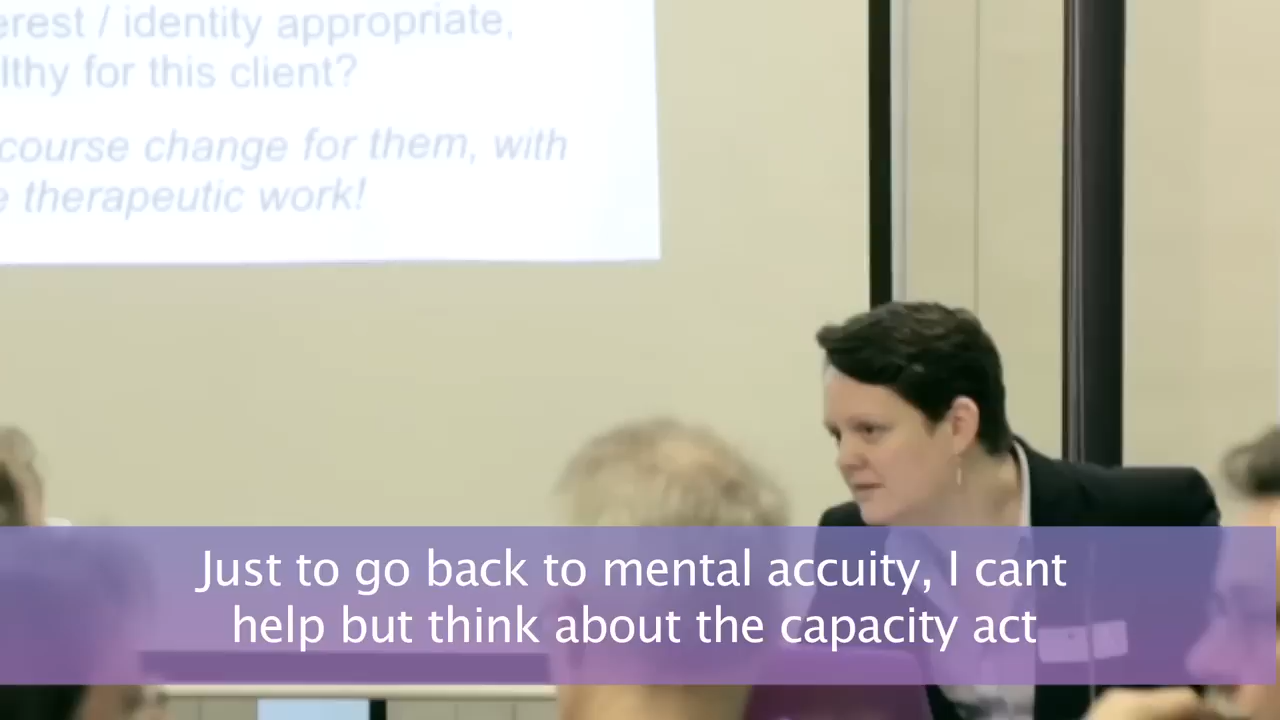 erest / identity appropriate,
lthy for this client?
course change for them, with
e therapeutic work!
Just to go back to mental accuity, I cant
help but think about the capacity act